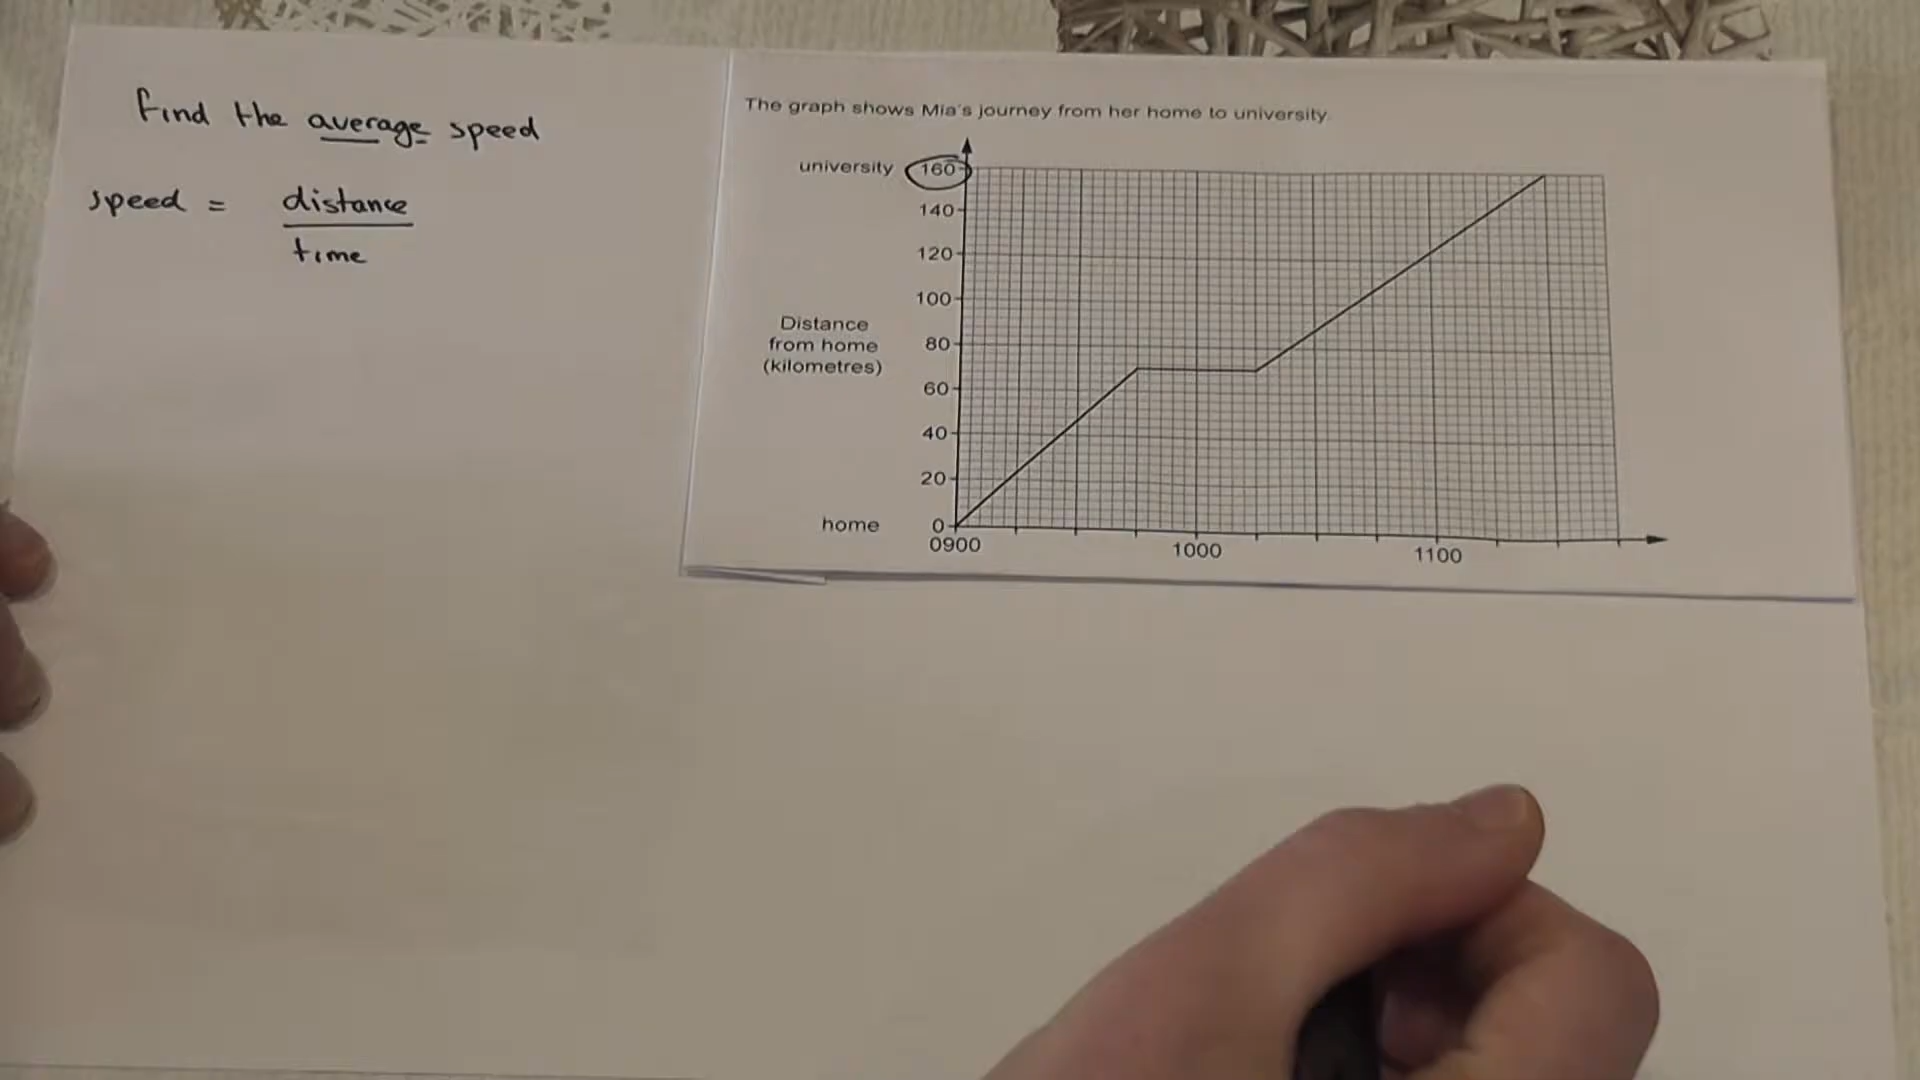 Find the average speed
speed = distance
time
The graph shows Mia's journey from her home to university.
university 160
140
120
100
Distance
from home
(kilometres)
80
60
40
20
home 0
0900 1000 1100